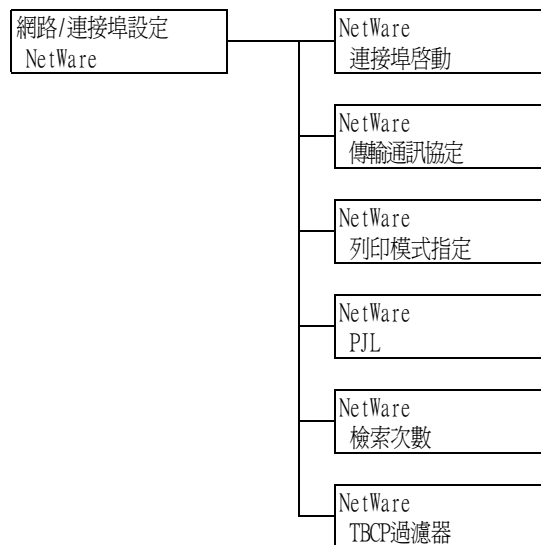 網路/連接埠設定
NetWare
NetWare
連接埠啓動
NetWare
傳輸通訊協定
NetWare
列印模式指定
NetWare
PJL
NetWare
檢索次數
NetWare
TBCP過濾器